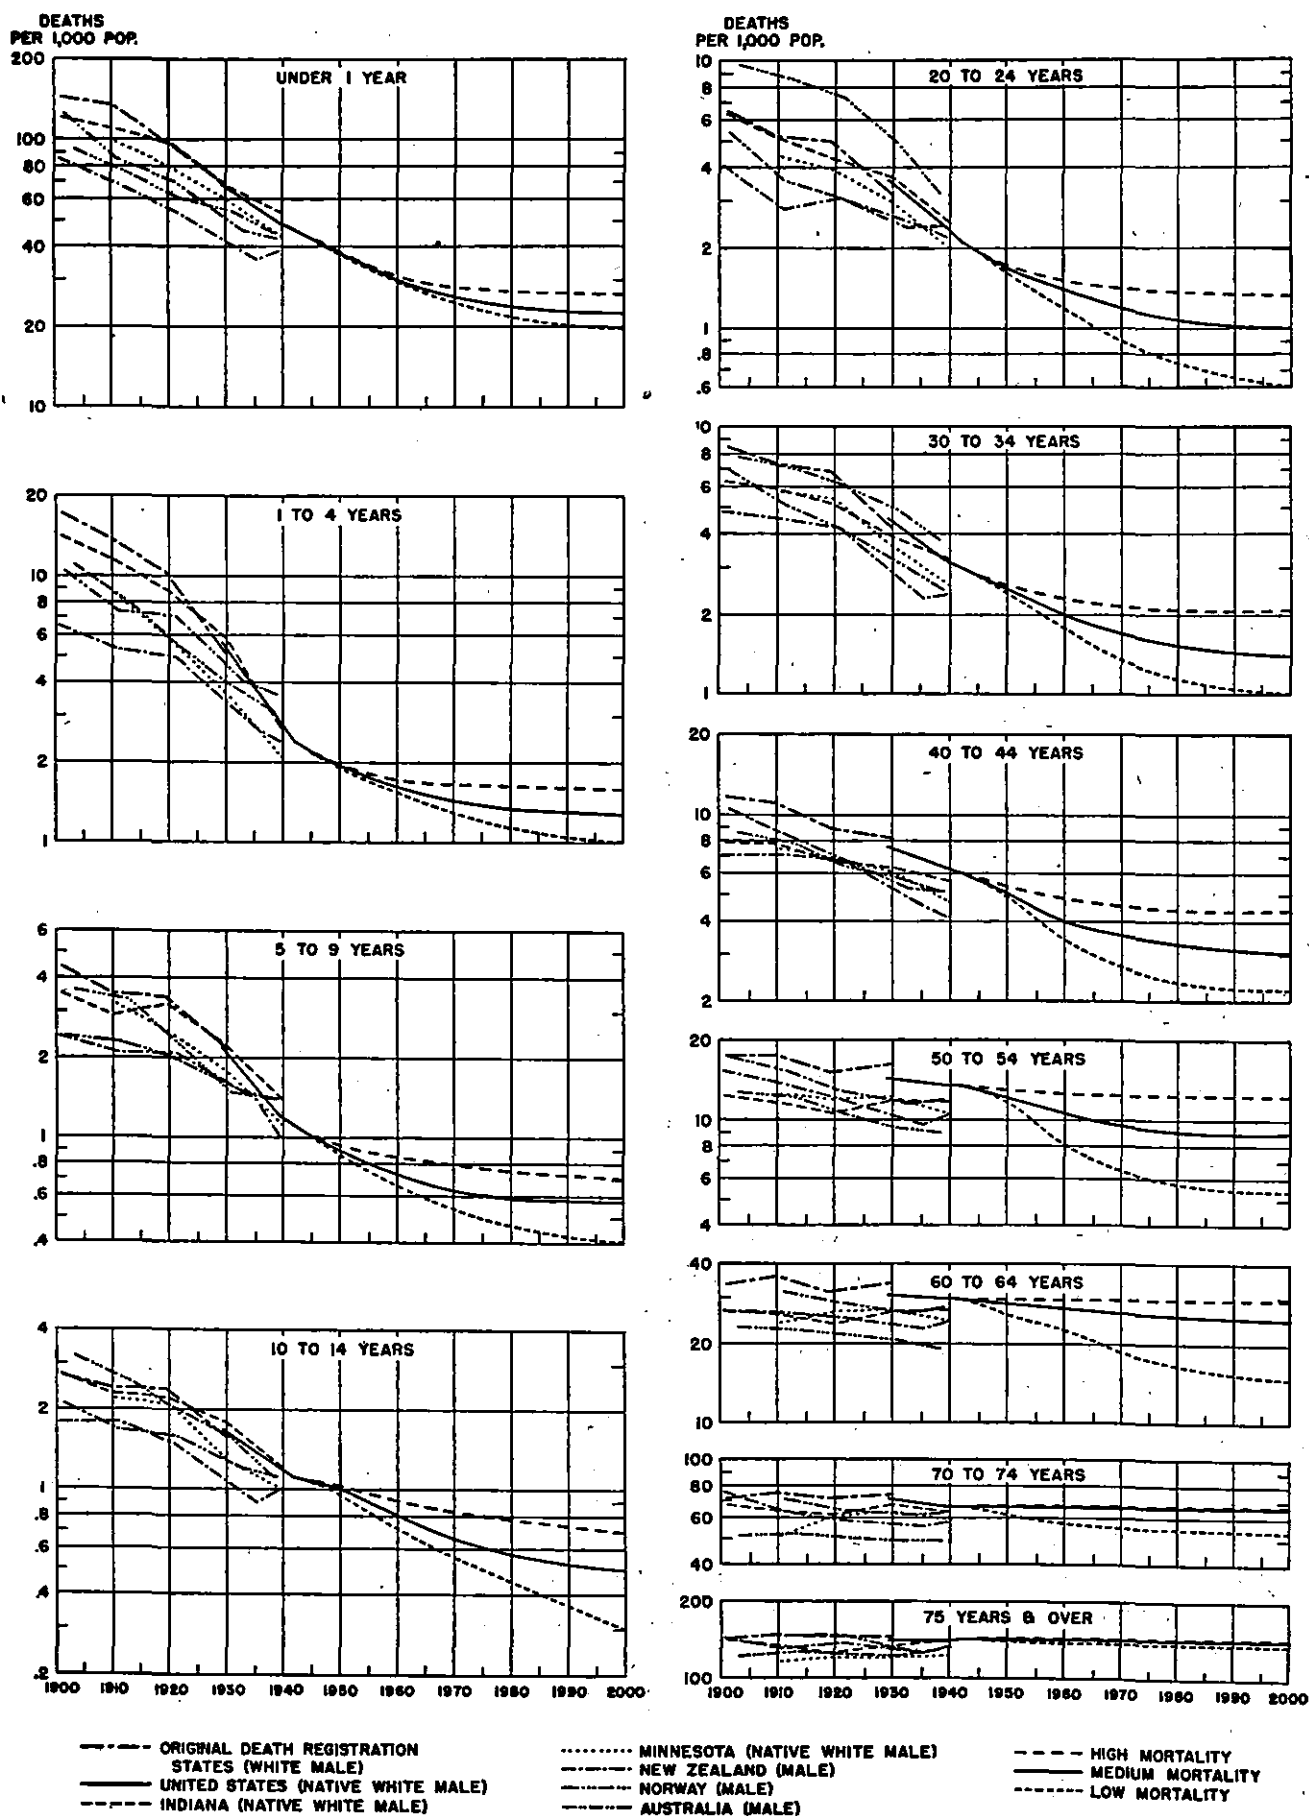 DEATHS
PER 1,000 POP.
200
100
80
60
40
20
10
UNDER 1 YEAR
20
10
8
6
4
2
1
1 TO 4 YEARS
6
4
2
1
.8
.6
.4
5 TO 9 YEARS
4
2
1
.8
.6
.4
.2
10 TO 14 YEARS
1900 1910 1920 1930 1940 1950 1960 1970 1980 1990 2000
DEATHS
PER 1,000 POP.
10
8
6
4
2
1
.8
.6
20 TO 24 YEARS
10
8
6
4
2
1
30 TO 34 YEARS
20
10
8
6
4
2
40 TO 44 YEARS
20
10
8
6
4
50 TO 54 YEARS
40
20
10
60 TO 64 YEARS
100
80
60
40
70 TO 74 YEARS
200
100
75 YEARS & OVER
1900 1910 1920 1930 1940 1950 1960 1970 1980 1990 2000
ORIGINAL DEATH REGISTRATION
STATES (WHITE MALE)
UNITED STATES (NATIVE WHITE MALE)
INDIANA (NATIVE WHITE MALE)
MINNESOTA (NATIVE WHITE MALE)
NEW ZEALAND (MALE)
NORWAY (MALE)
AUSTRALIA (MALE)
HIGH MORTALITY
MEDIUM MORTALITY
LOW MORTALITY